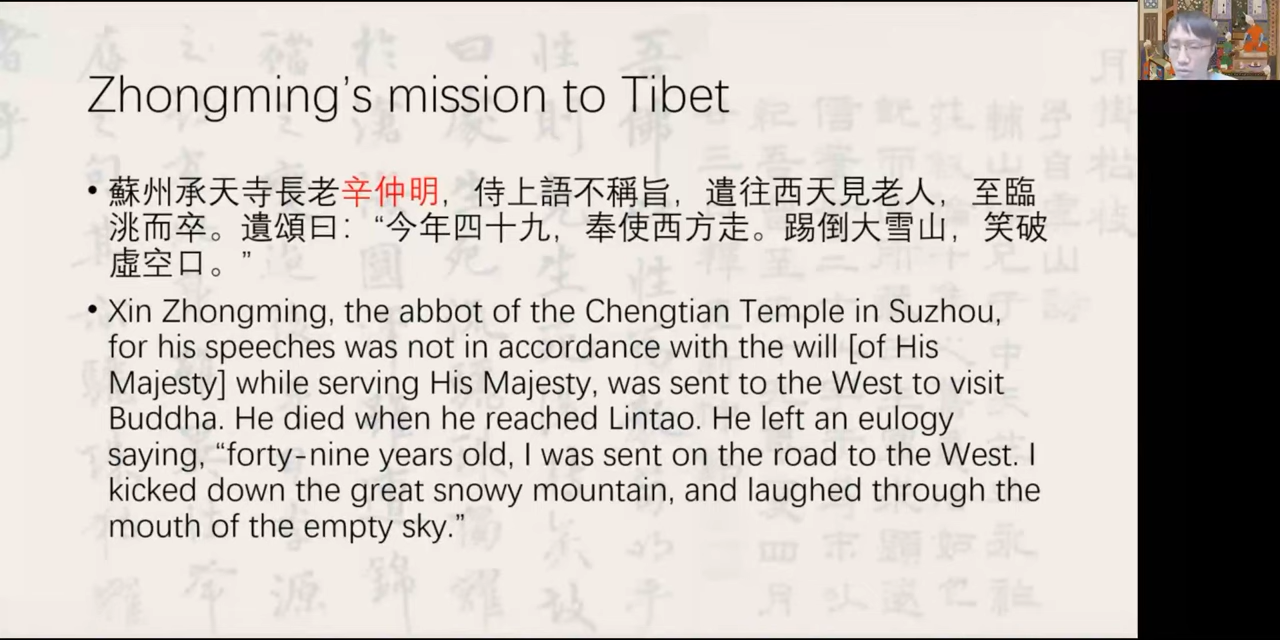 Zhongming’s mission to Tibet
• 蘇州承天寺長老辛仲明， 侍上語不稱旨， 遣往西天見老人， 至臨
洮而卒。遺頌曰：“今年四十九， 奉使西方走。踢倒大雪山， 笑破
虛空口。”
• Xin Zhongming, the abbot of the Chengtian Temple in Suzhou,
for his speeches was not in accordance with the will [of His
Majesty] while serving His Majesty, was sent to the West to visit
Buddha. He died when he reached Lintao. He left an eulogy
saying, “forty-nine years old, I was sent on the road to the West. I
kicked down the great snowy mountain, and laughed through the
mouth of the empty sky.”